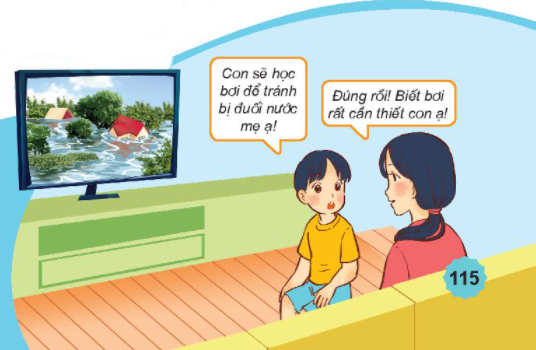 Con sẽ học
bơi để tránh
bị đuối nước
mẹ ạ!
Đúng rồi! Biết bơi
rất cần thiết con ạ!
115